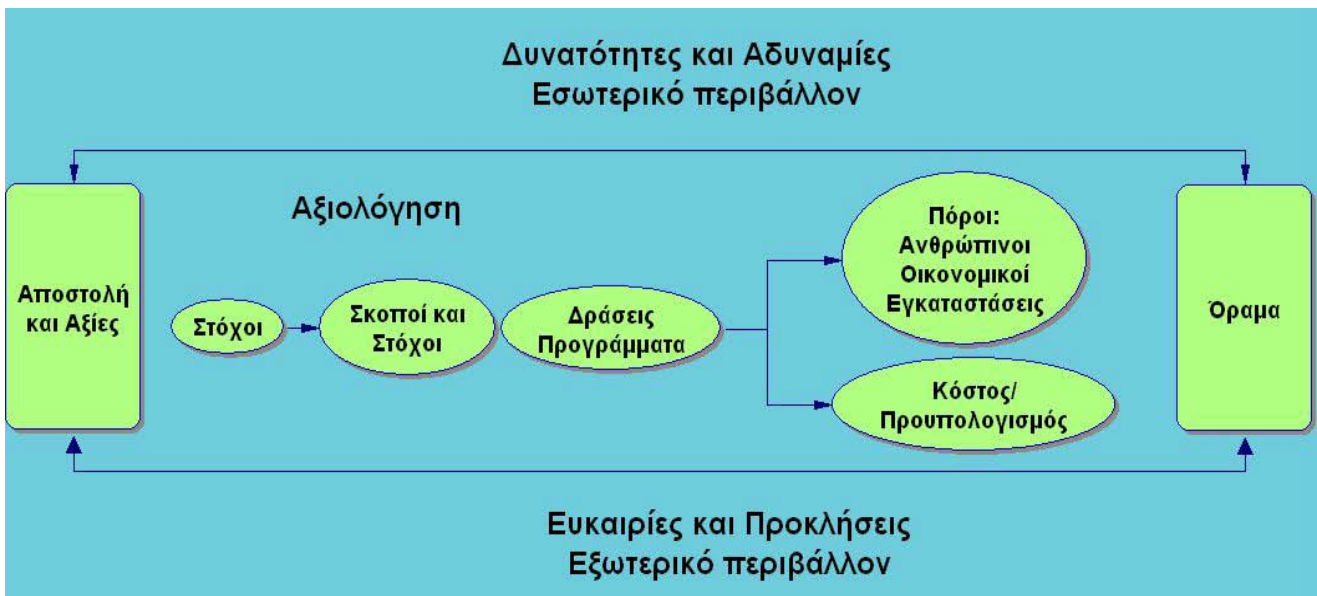 Δυνατότητες και Αδυναμίες
Εσωτερικό περιβάλλον
Αξιολόγηση
Αποστολή
και Αξίες
Στόχοι
Σκοποί και
Στόχοι
Δράσεις
Προγράμματα
Πόροι:
Ανθρώπινοι
Οικονομικοί
Εγκαταστάσεις
Κόστος/
Προυπολογισμός
Όραμα
Ευκαιρίες και Προκλήσεις
Εξωτερικό περιβάλλον